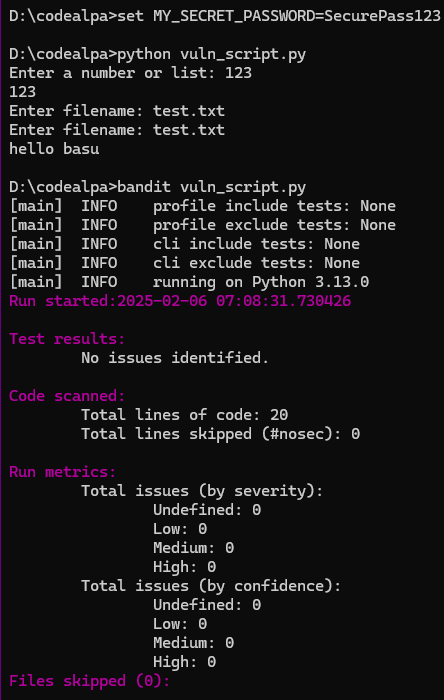 D:\codealpa>set MY_SECRET_PASSWORD=SecurePass123
D:\codealpa>python vuln_script.py
Enter a number or list: 123
123
Enter filename: test.txt
Enter filename: test.txt
hello basu
D:\codealpa>bandit vuln_script.py
[main]  INFO    profile include tests: None
[main]  INFO    profile exclude tests: None
[main]  INFO    cli include tests: None
[main]  INFO    cli exclude tests: None
[main]  INFO    running on Python 3.13.0
Run started:2025-02-06 07:08:31.730426
Test results:
        No issues identified.
Code scanned:
        Total lines of code: 20
        Total lines skipped (#nosec): 0
Run metrics:
        Total issues (by severity):
                Undefined: 0
                Low: 0
                Medium: 0
                High: 0
        Total issues (by confidence):
                Undefined: 0
                Low: 0
                Medium: 0
                High: 0
Files skipped (0):